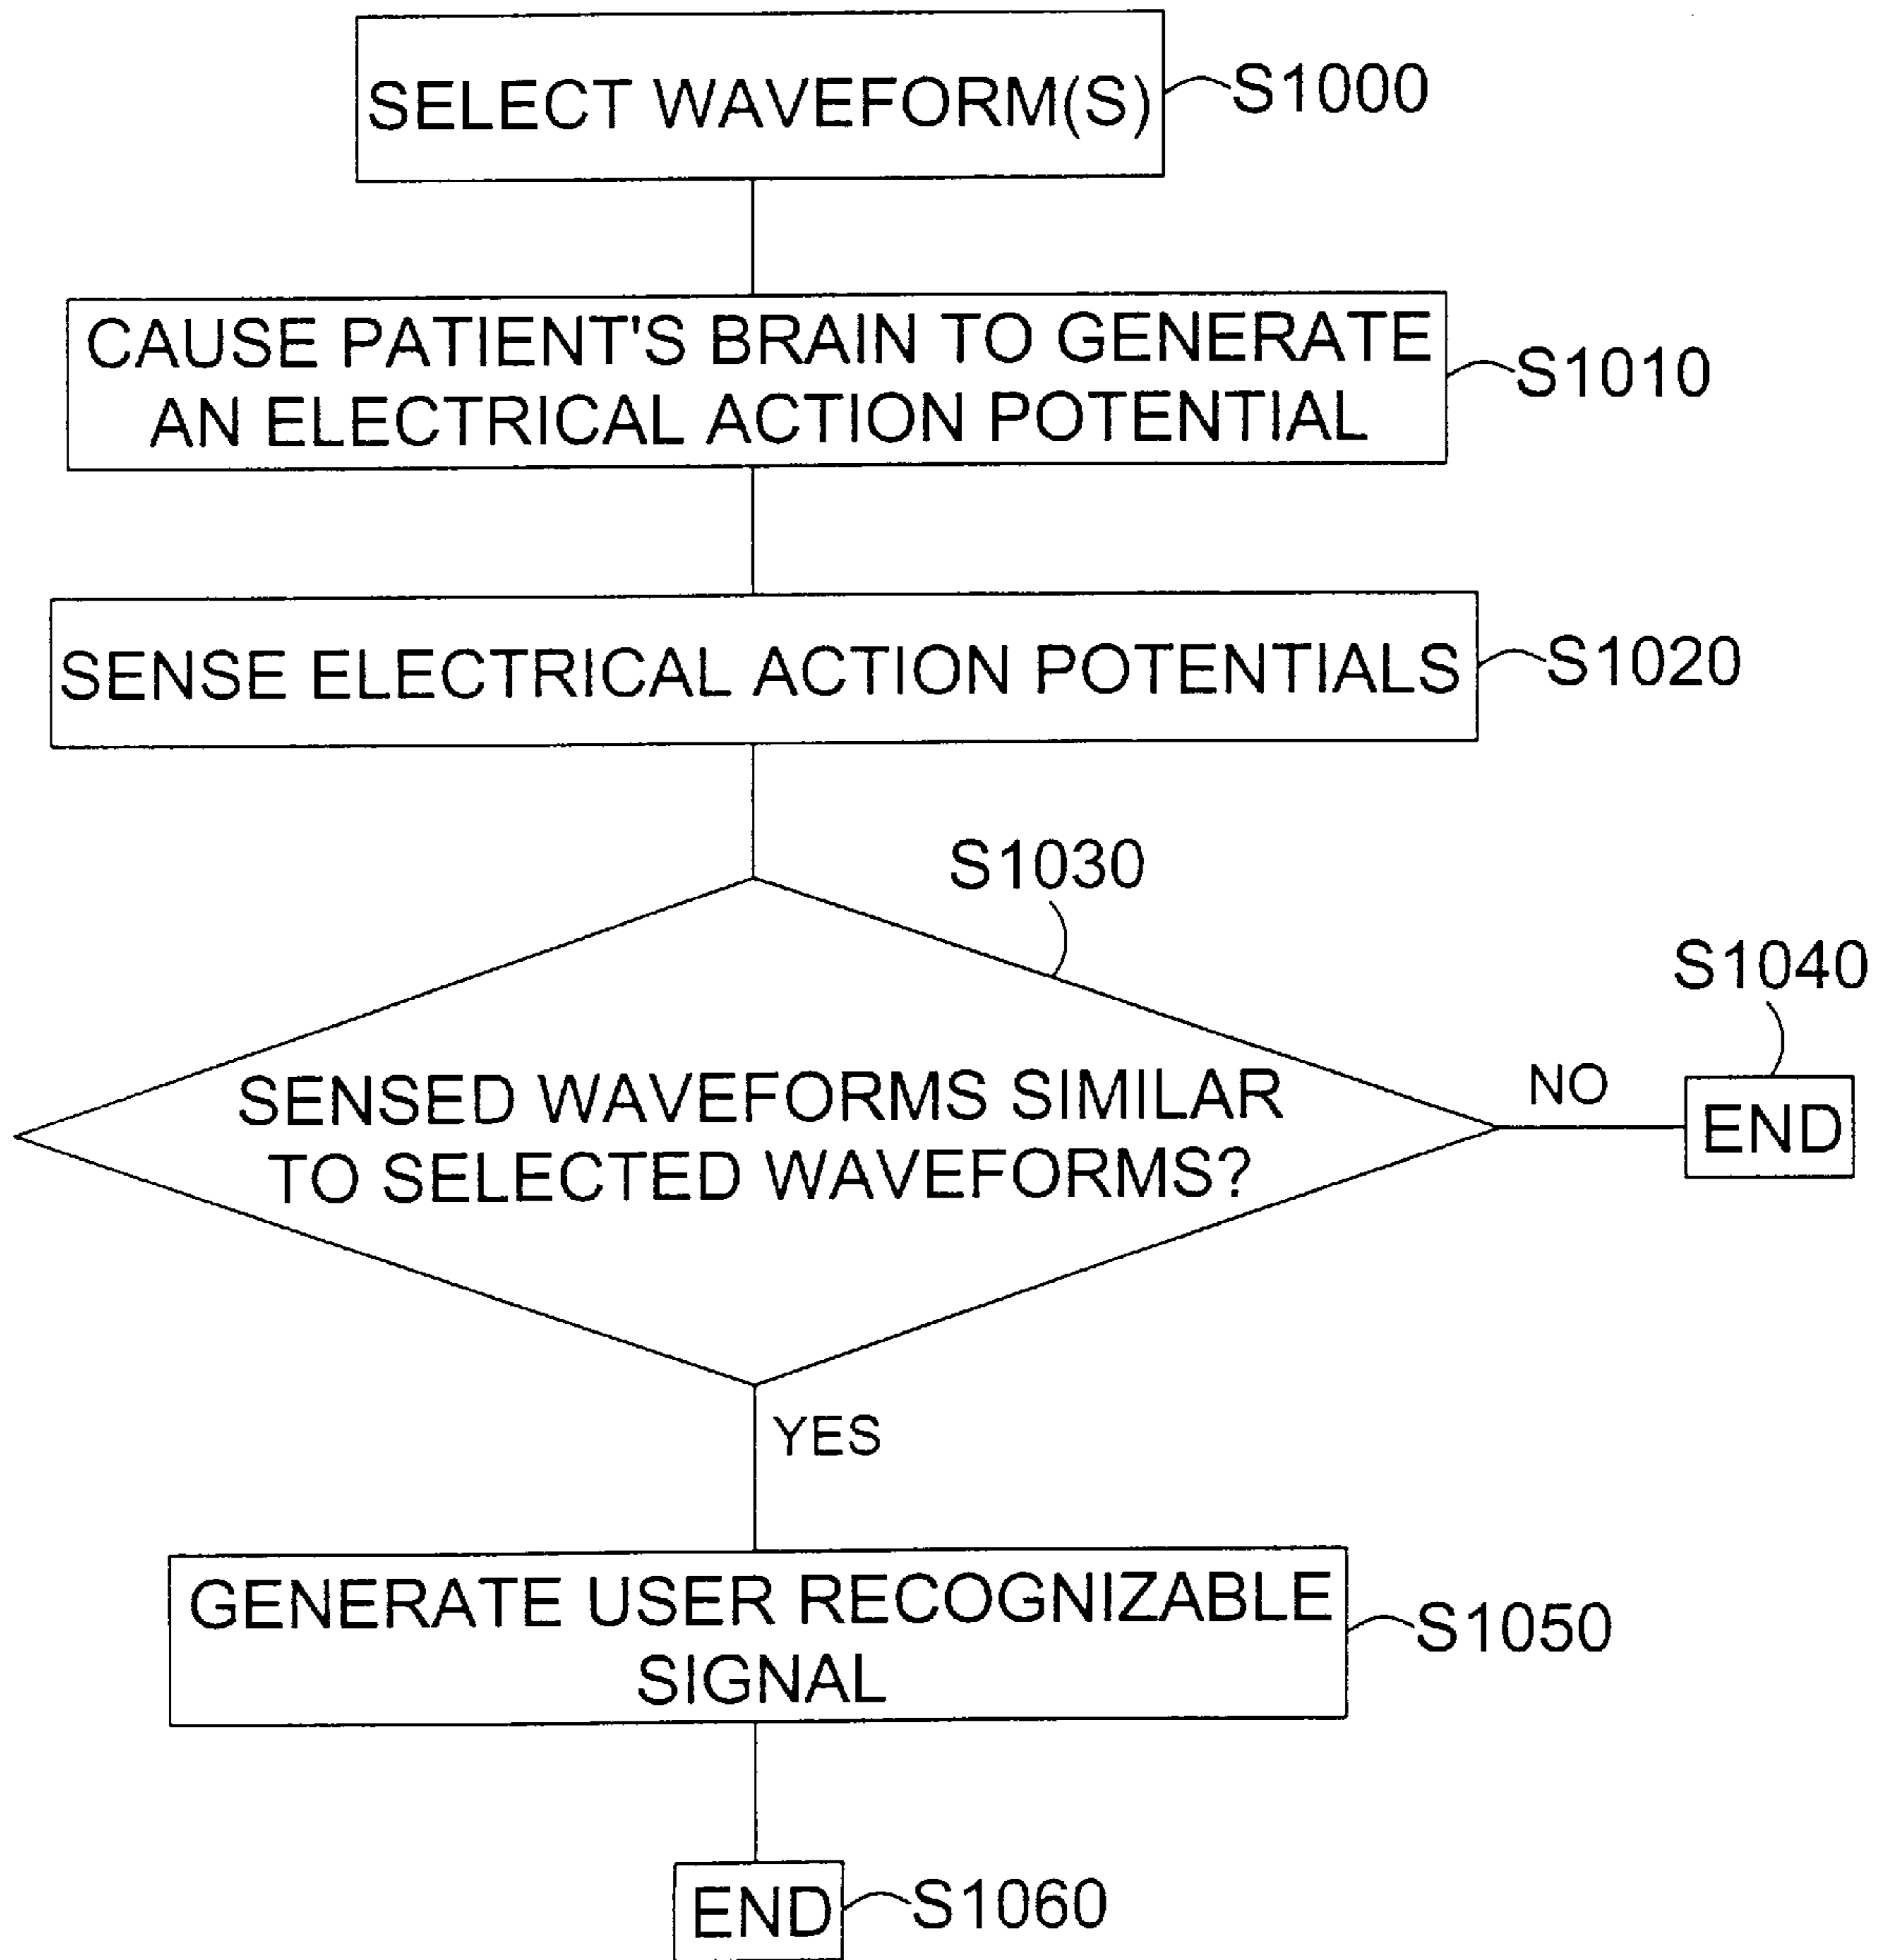 SELECT WAVEFORM(S)
S1000
CAUSE PATIENT'S BRAIN TO GENERATE
AN ELECTRICAL ACTION POTENTIAL
S1010
SENSE ELECTRICAL ACTION POTENTIALS
S1020
S1030
SENSED WAVEFORMS SIMILAR
TO SELECTED WAVEFORMS?
NO
S1040
END
YES
GENERATE USER RECOGNIZABLE
SIGNAL
S1050
END
S1060